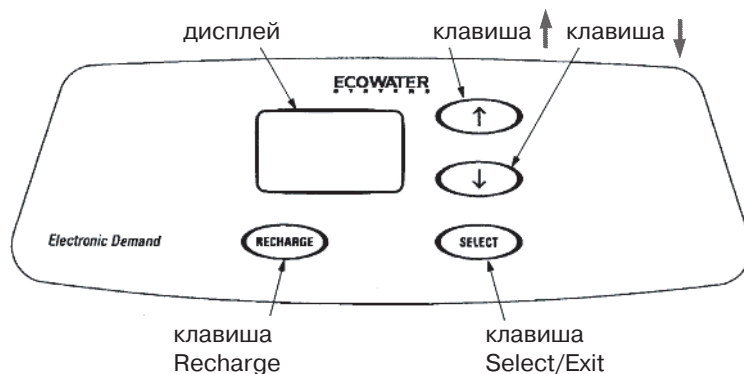 дисплей
клавиша ↑
клавиша ↓
ECOWATER
SYSTEMS
↑
↓
Electronic Demand
RECHARGE
SELECT
клавиша
Recharge
клавиша
Select/Exit